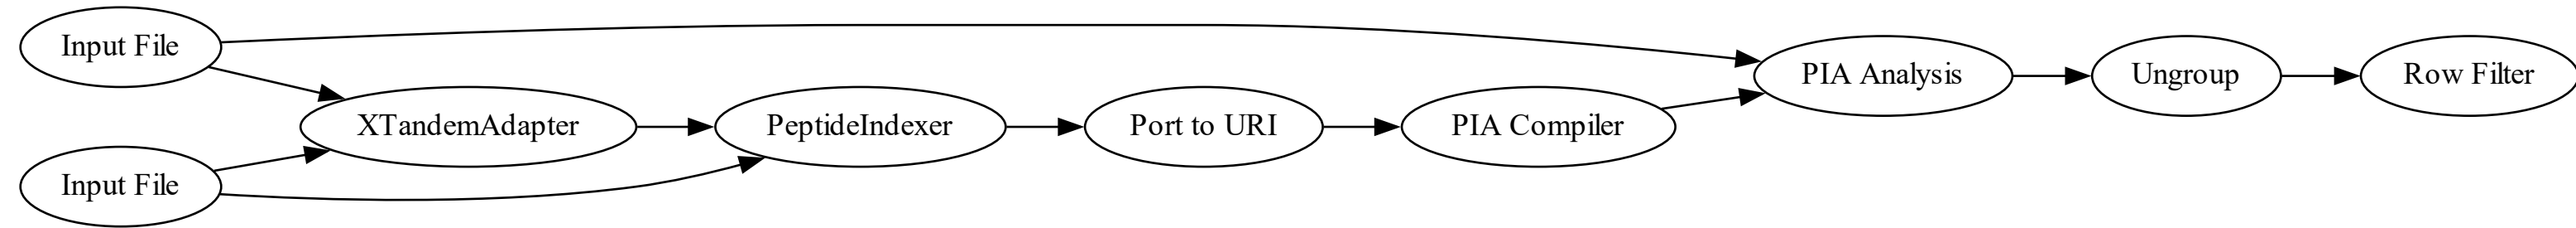 Input File
Input File
XTandemAdapter
PeptideIndexer
Port to URI
PIA Compiler
PIA Analysis
Ungroup
Row Filter